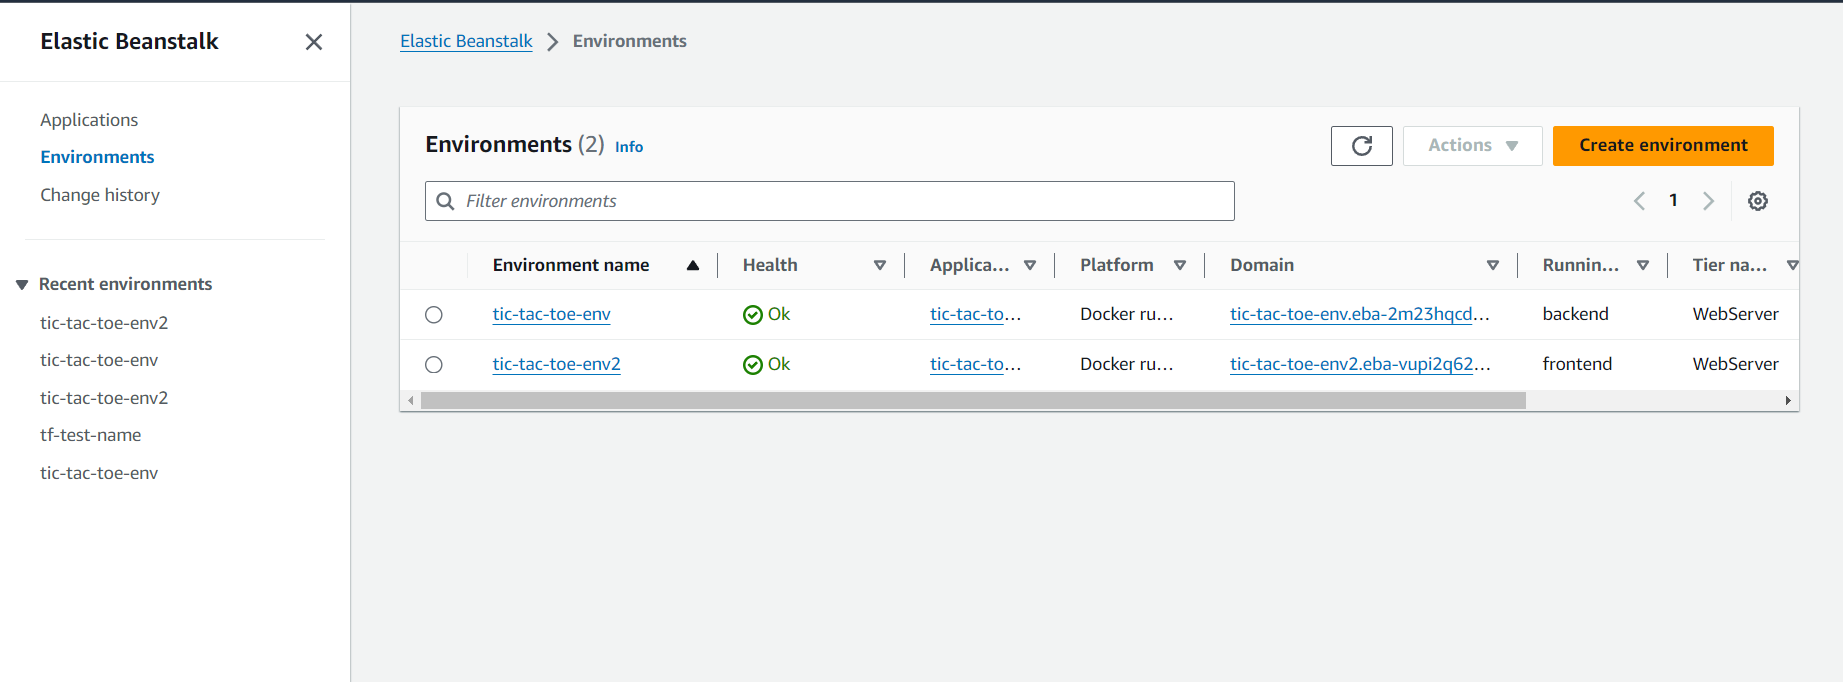 Elastic Beanstalk
Applications
Environments
Change history
Recent environments
tic-tac-toe-env2
tic-tac-toe-env
tic-tac-toe-env2
tf-test-name
tic-tac-toe-env
Elastic Beanstalk Environments
Environments (2) Info
Actions Create environment
Filter environments
1
Environment name Health Applica... Platform Domain Runnin... Tier na...
tic-tac-toe-env Ok tic-tac-to... Docker ru... tic-tac-toe-env.eba-2m23hqcd... backend WebServer
tic-tac-toe-env2 Ok tic-tac-to... Docker ru... tic-tac-toe-env2.eba-vupi2q62... frontend WebServer